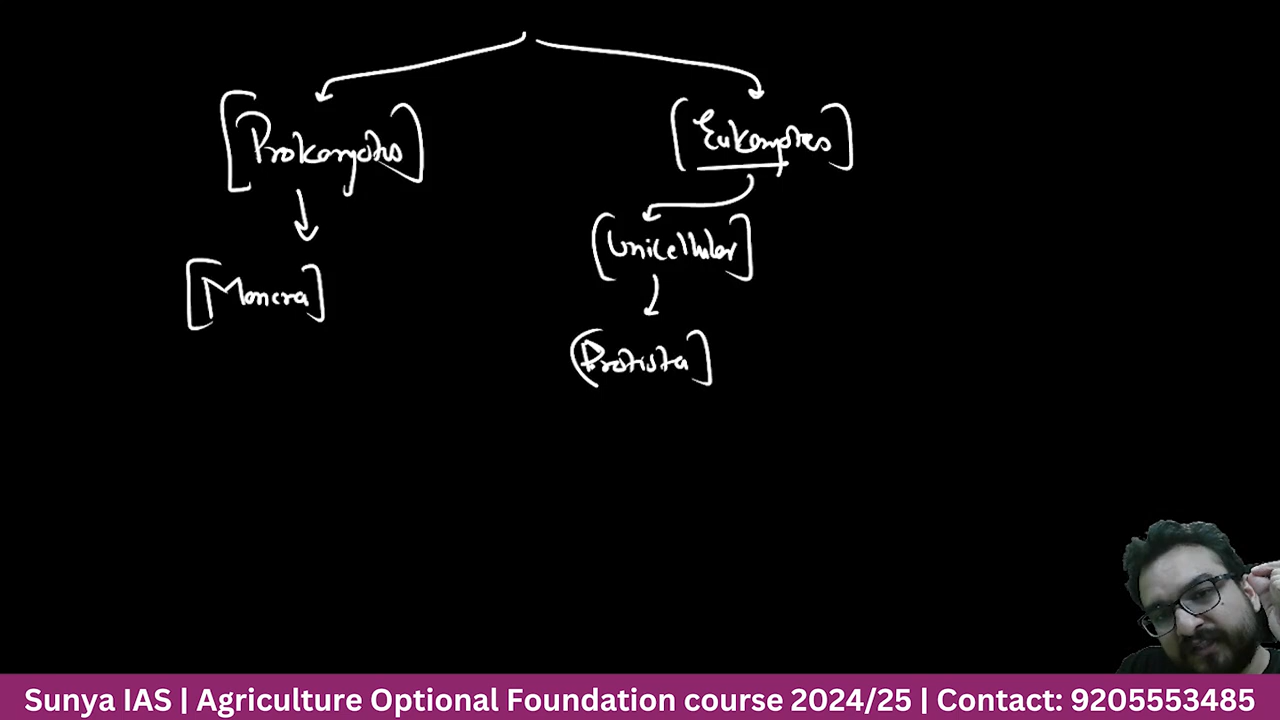 Prokaryotes
Eukaryotes
Unicellular
Monera
Protista
Sunya IAS | Agriculture Optional Foundation course 2024/25 | Contact: 9205553485